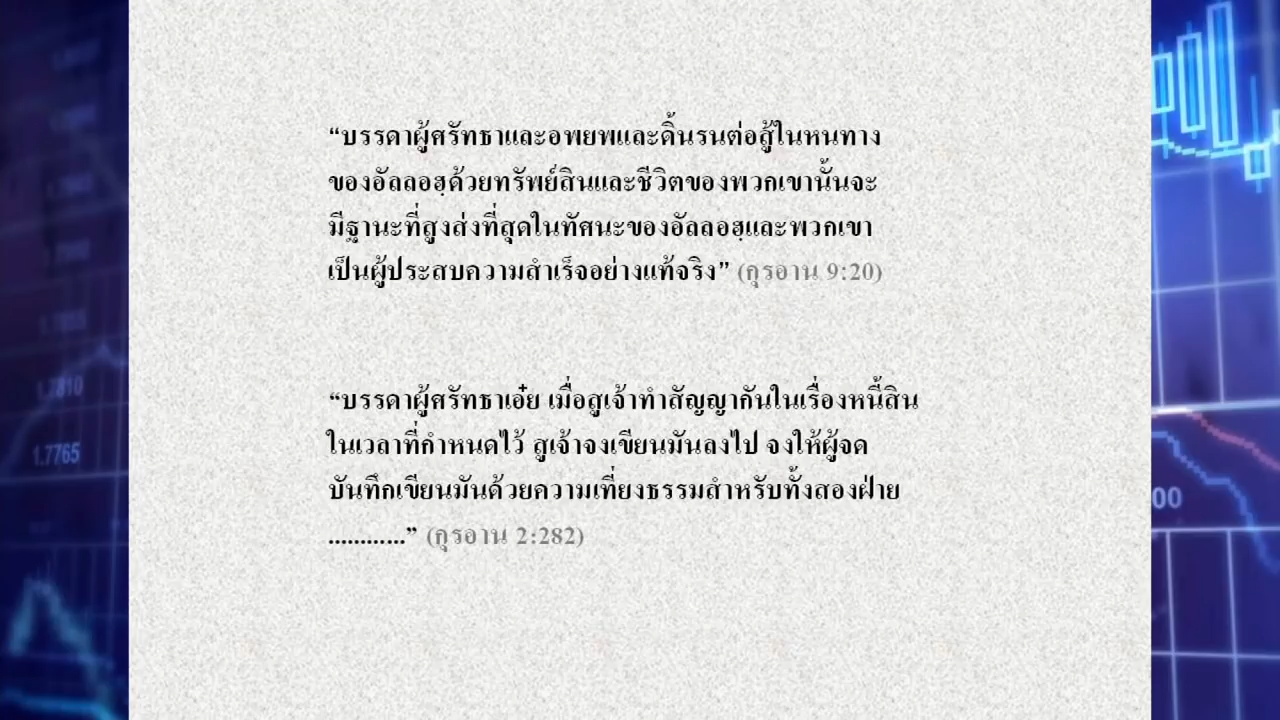 “บรรดาผู้ศรัทธาและอพยพและดิ้นรนต่อสู้ในหนทาง
ของอัลลอฮฺด้วยทรัพย์สินและชีวิตของพวกเขานั้นจะ
มีฐานะที่สูงส่งที่สุดในทัศนะของอัลลอฮฺและพวกเขา
เป็นผู้ประสบความสำเร็จอย่างแท้จริง” (กุรอาน 9:20)
“บรรดาผู้ศรัทธาเอ๋ย เมื่อสูเจ้าทำสัญญากันในเรื่องหนี้สิน
ในเวลาที่กำหนดไว้ สูเจ้าจงเขียนมันลงไป จงให้ผู้จด
บันทึกเขียนมันด้วยความเที่ยงธรรมสำหรับทั้งสองฝ่าย
............” (กุรอาน 2:282)
1.7810
1.7765
00